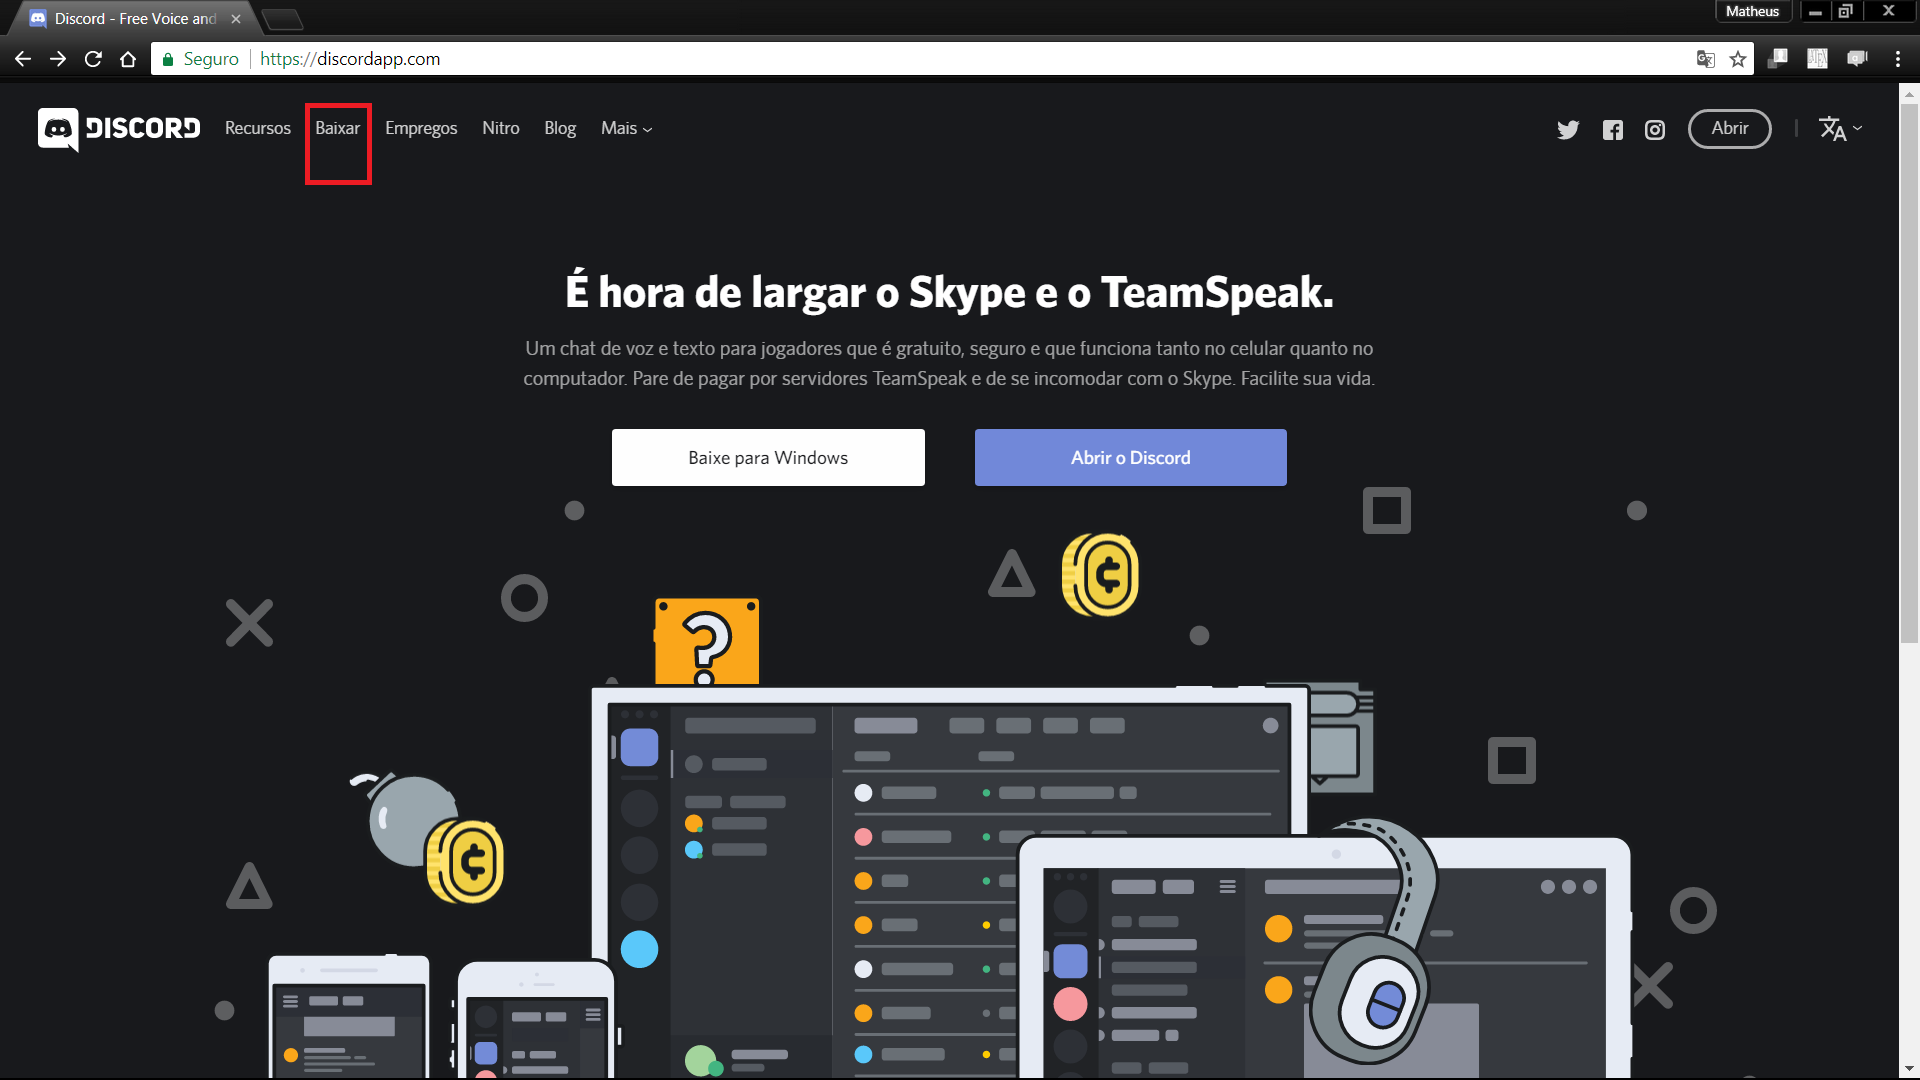 Discord - Free Voice and
Matheus
Seguro
https://discordapp.com
DISCORD
Recursos
Baixar
Empregos
Nitro
Blog
Mais
Abrir
É hora de largar o Skype e o TeamSpeak.
Um chat de voz e texto para jogadores que é gratuito, seguro e que funciona tanto no celular quanto no
computador. Pare de pagar por servidores TeamSpeak e de se incomodar com o Skype. Facilite sua vida.
Baixe para Windows
Abrir o Discord